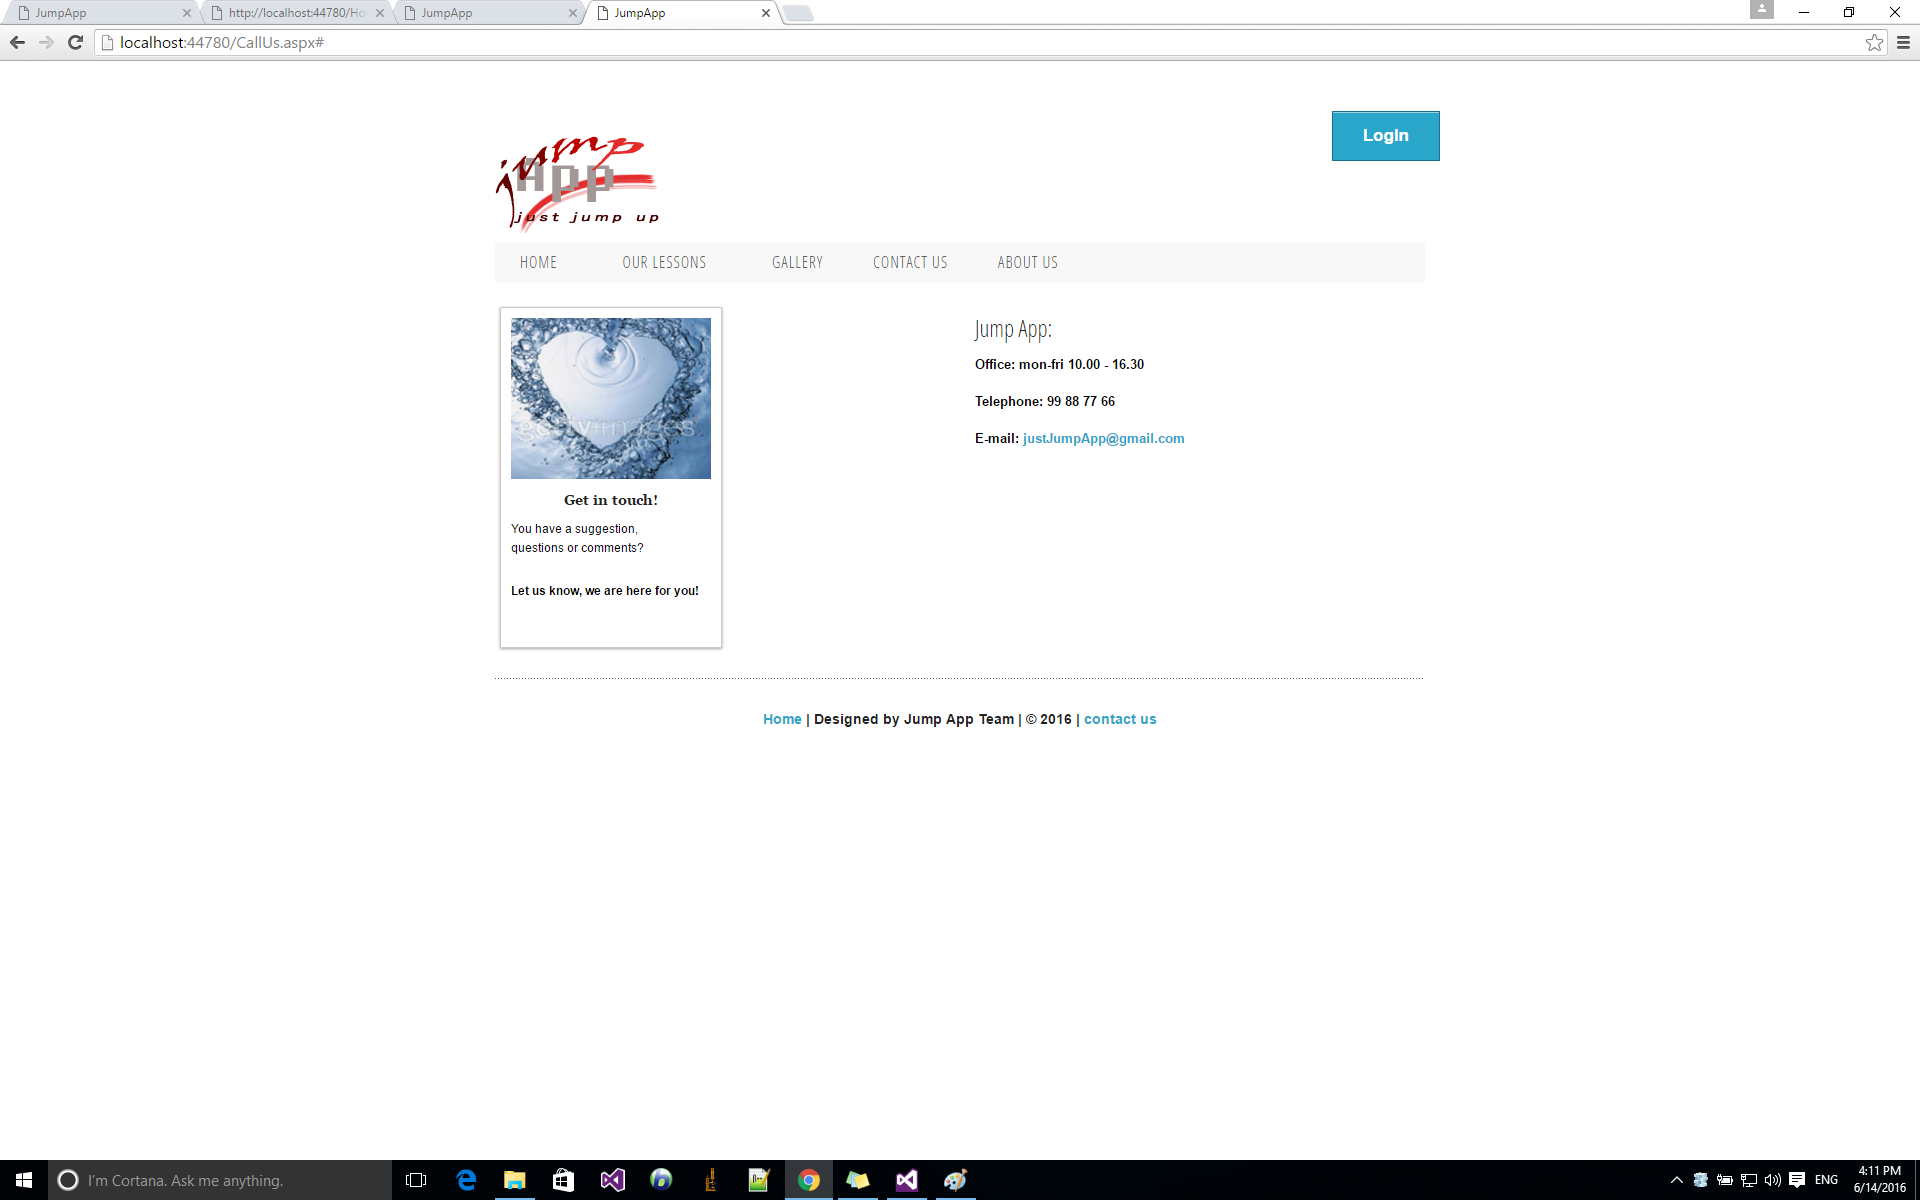 JumpApp
http://localhost:44780/Ho
JumpApp
JumpApp
localhost:44780/CallUs.aspx#
LogIn
jump
App
just jump up
HOME OUR LESSONS GALLERY CONTACT US ABOUT US
gettyimages
Get in touch!
You have a suggestion,
questions or comments?
Let us know, we are here for you!
Jump App:
Office: mon-fri 10.00 - 16.30
Telephone: 99 88 77 66
E-mail: justJumpApp@gmail.com
Home | Designed by Jump App Team | © 2016 | contact us
I'm Cortana. Ask me anything.
ENG
4:11 PM
6/14/2016